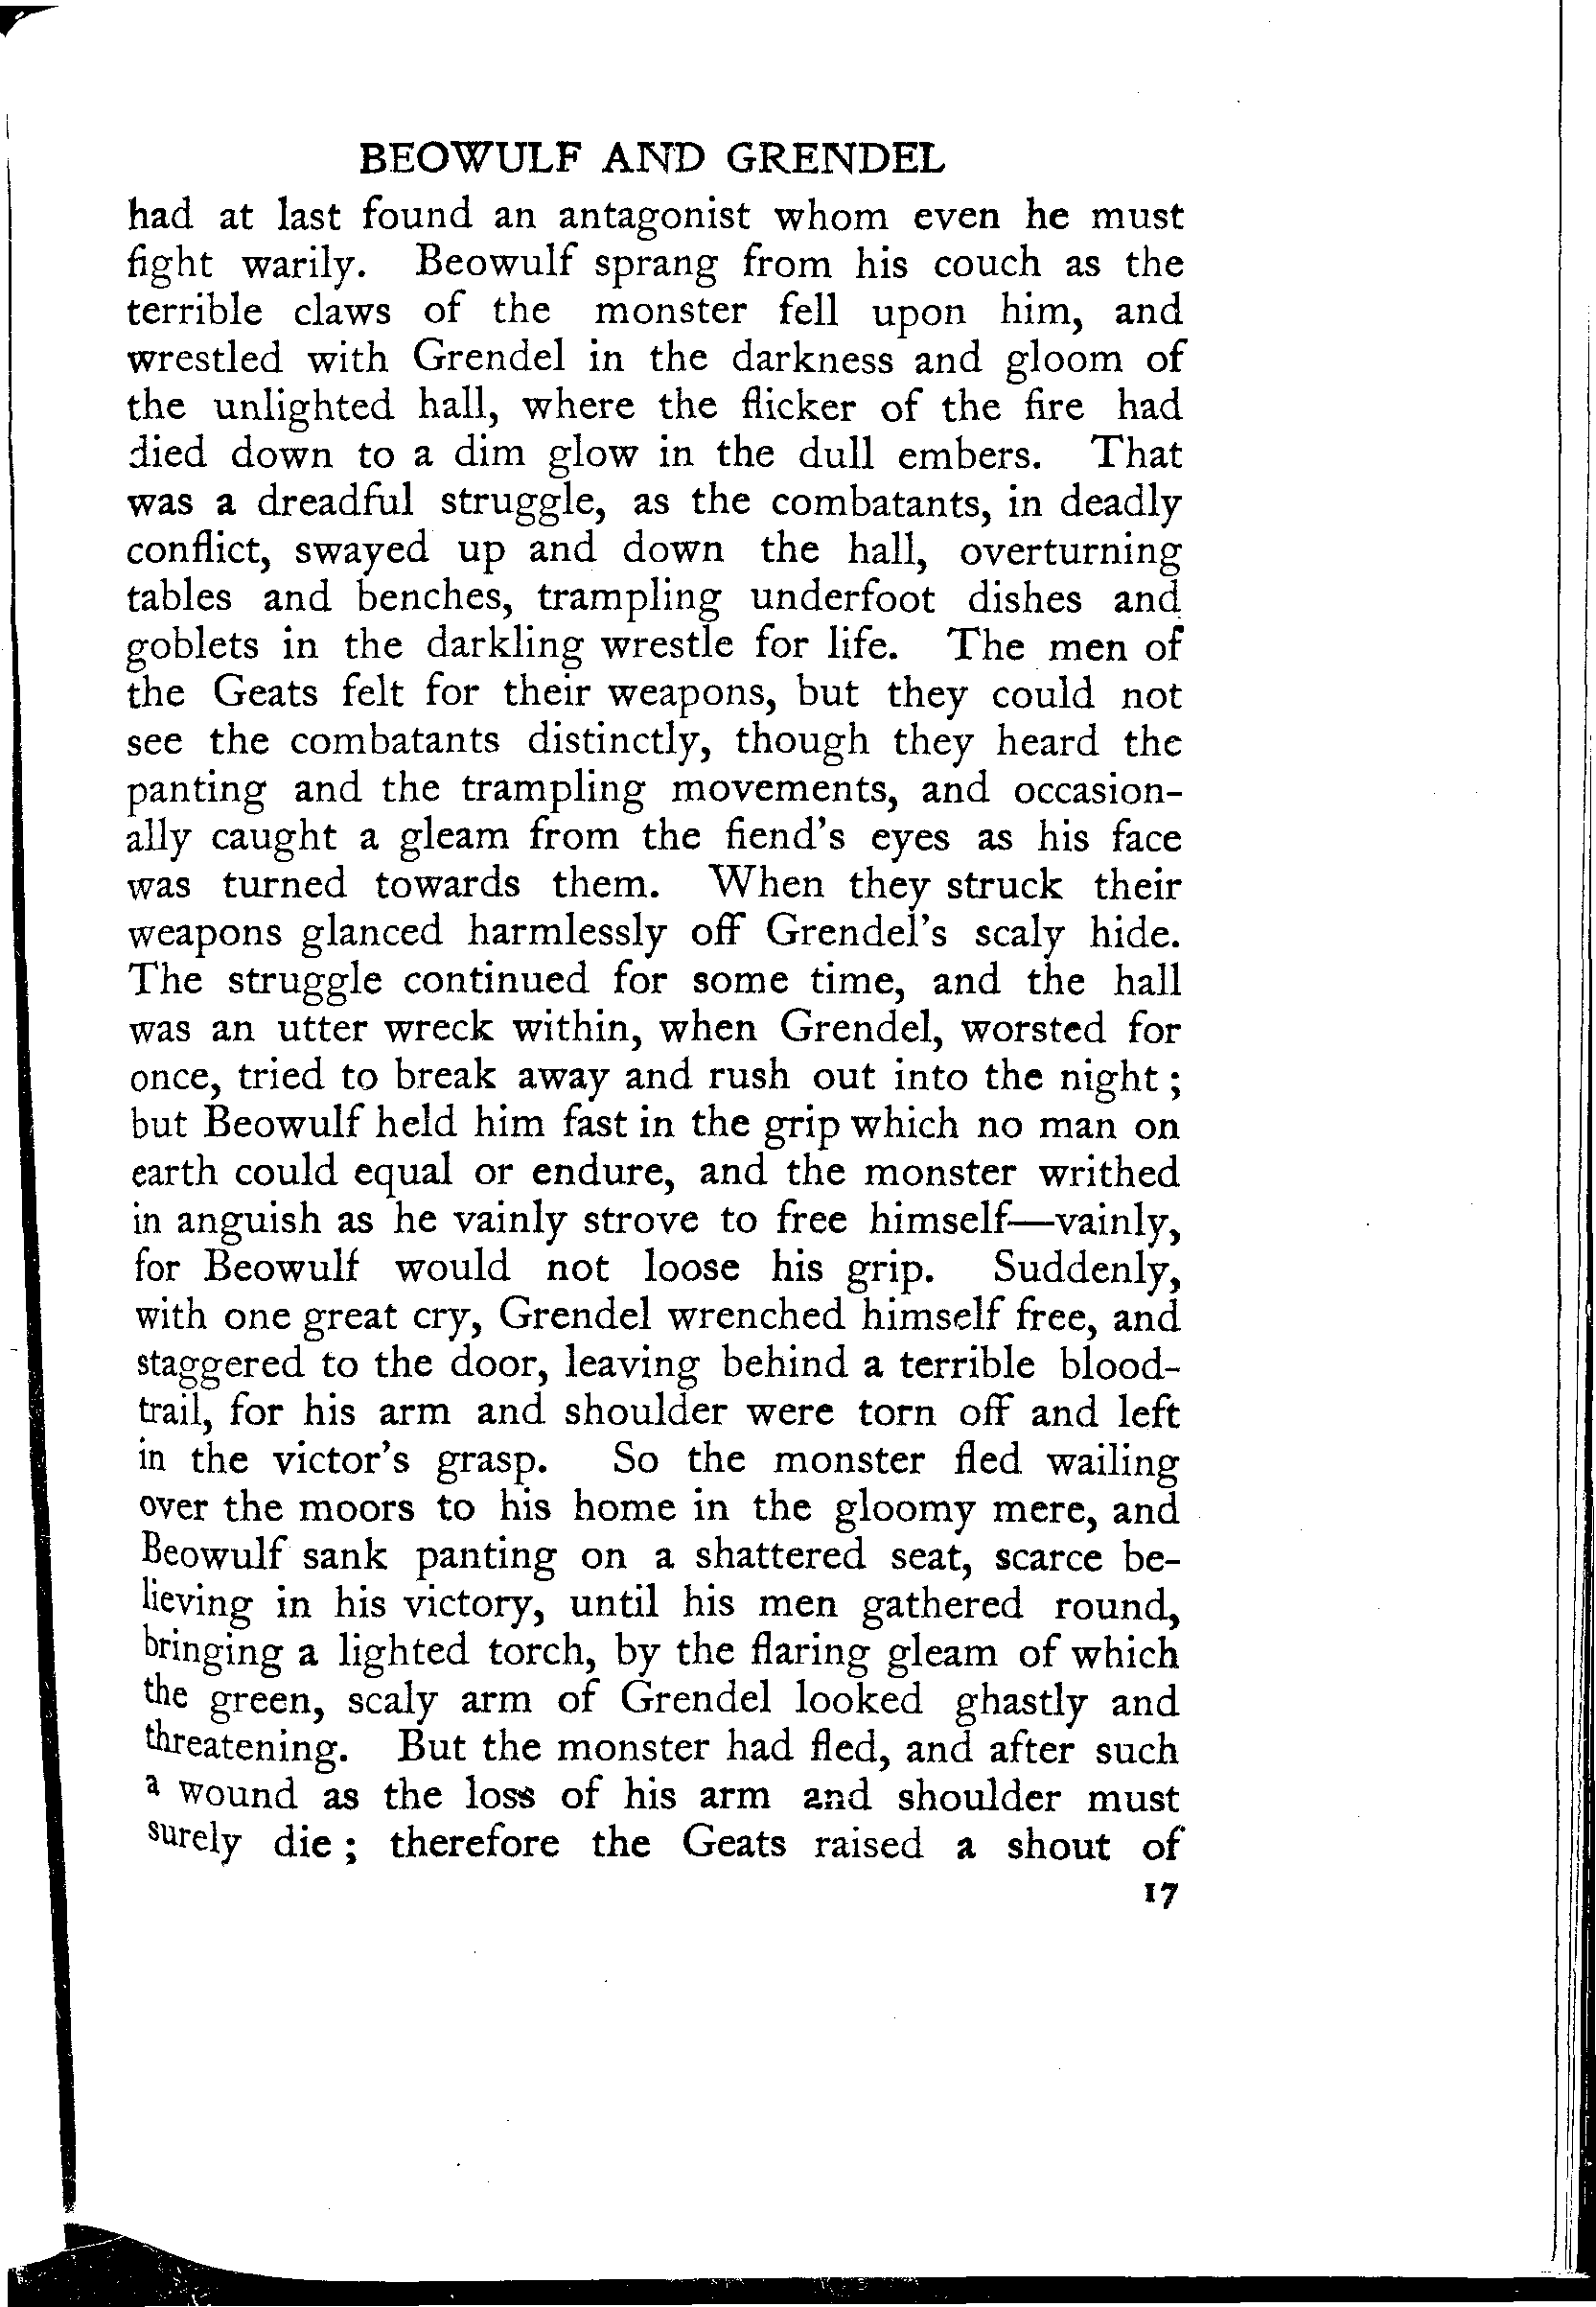 BEOWULF AND GRENDEL
had at last found an antagonist whom even he must
fight warily. Beowulf sprang from his couch as the
terrible claws of the monster fell upon him, and
wrestled with Grendel in the darkness and gloom of
the unlighted hall, where the flicker of the fire had
died down to a dim glow in the dull embers. That
was a dreadful struggle, as the combatants, in deadly
conflict, swayed up and down the hall, overturning
tables and benches, trampling underfoot dishes and
goblets in the darkling wrestle for life. The men of
the Geats felt for their weapons, but they could not
see the combatants distinctly, though they heard the
panting and the trampling movements, and occasion-
ally caught a gleam from the fiend's eyes as his face
was turned towards them. When they struck their
weapons glanced harmlessly off Grendel's scaly hide.
The struggle continued for some time, and the hall
was an utter wreck within, when Grendel, worsted for
once, tried to break away and rush out into the night ;
but Beowulf held him fast in the grip which no man on
earth could equal or endure, and the monster writhed
in anguish as he vainly strove to free himself—vainly,
for Beowulf would not loose his grip. Suddenly,
with one great cry, Grendel wrenched himself free, and
staggered to the door, leaving behind a terrible blood-
trail, for his arm and shoulder were torn off and left
in the victor's grasp. So the monster fled wailing
over the moors to his home in the gloomy mere, and
Beowulf sank panting on a shattered seat, scarce be-
lieving in his victory, until his men gathered round,
bringing a lighted torch, by the flaring gleam of which
the green, scaly arm of Grendel looked ghastly and
threatening. But the monster had fled, and after such
a wound as the loss of his arm and shoulder must
surely die ; therefore the Geats raised a shout of
17